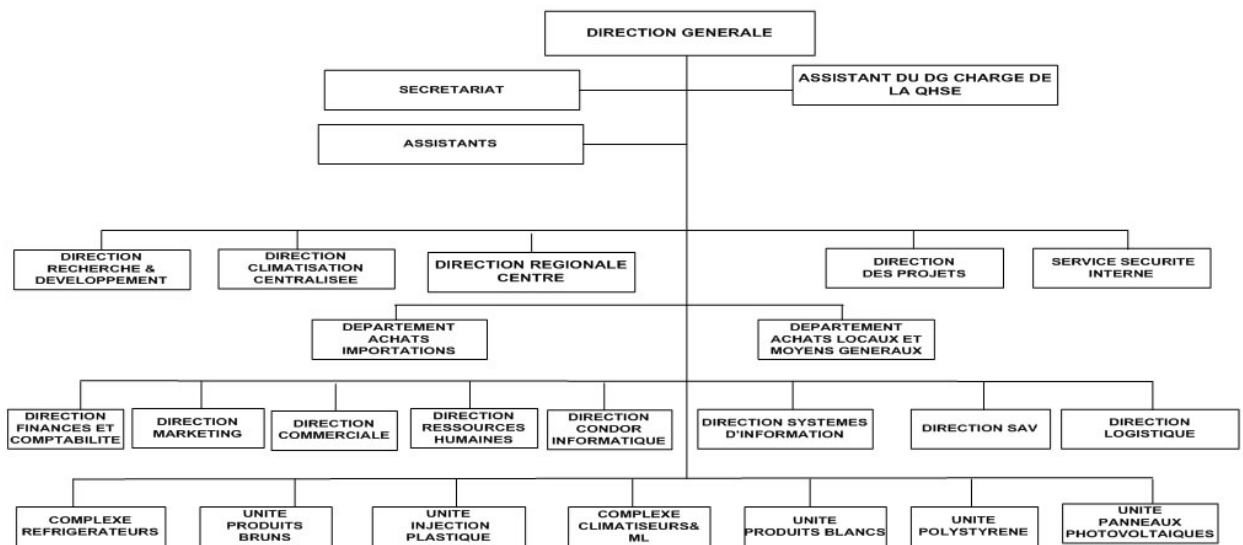 DIRECTION GENERALE
SECRETARIAT
ASSISTANT DU DG CHARGE DE
LA QHSE
ASSISTANTS
DIRECTION
RECHERCHE &
DEVELOPPEMENT
DIRECTION
CLIMATISATION
CENTRALISEE
DIRECTION REGIONALE
CENTRE
DIRECTION
DES PROJETS
SERVICE SECURITE
INTERNE
DEPARTEMENT
ACHATS
IMPORTATIONS
DEPARTEMENT
ACHATS LOCAUX ET
MOYENS GENERAUX
DIRECTION
FINANCES ET
COMPTABILITE
DIRECTION
MARKETING
DIRECTION
COMMERCIALE
DIRECTION
RESSOURCES
HUMAINES
DIRECTION
CONDOR
INFORMATIQUE
DIRECTION SYSTEMES
D'INFORMATION
DIRECTION SAV
DIRECTION
LOGISTIQUE
COMPLEXE
REFRIGERATEURS
UNITE
PRODUITS
BRUNS
UNITE
INJECTION
PLASTIQUE
COMPLEXE
CLIMATISEURS&
ML
UNITE
PRODUITS BLANCS
UNITE
POLYSTYRENE
UNITE
PANNEAUX
PHOTOVOLTAIQUES